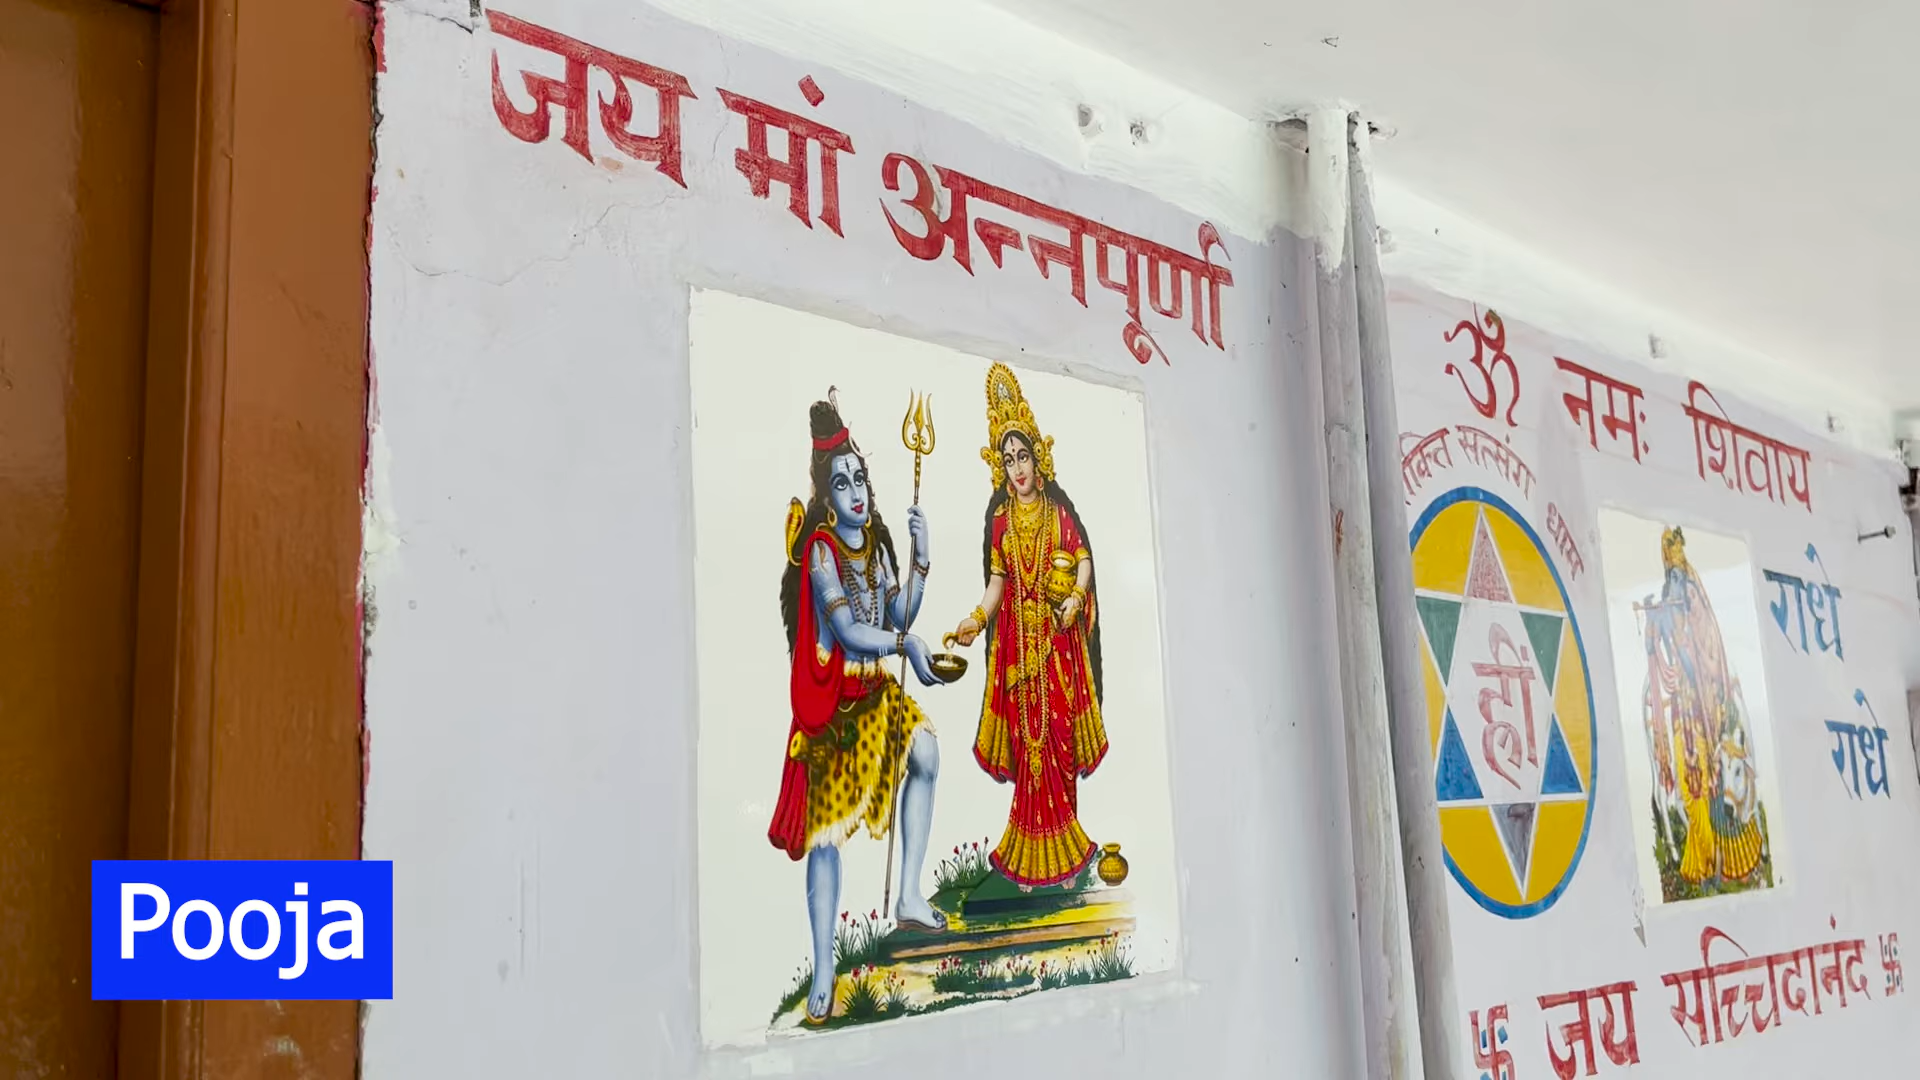 जय मां अन्नपूर्णा
ॐ नमः शिवाय
सत्संग धाम
ह्रीं
राधे
राधे
जय सच्चिदानंद
Pooja